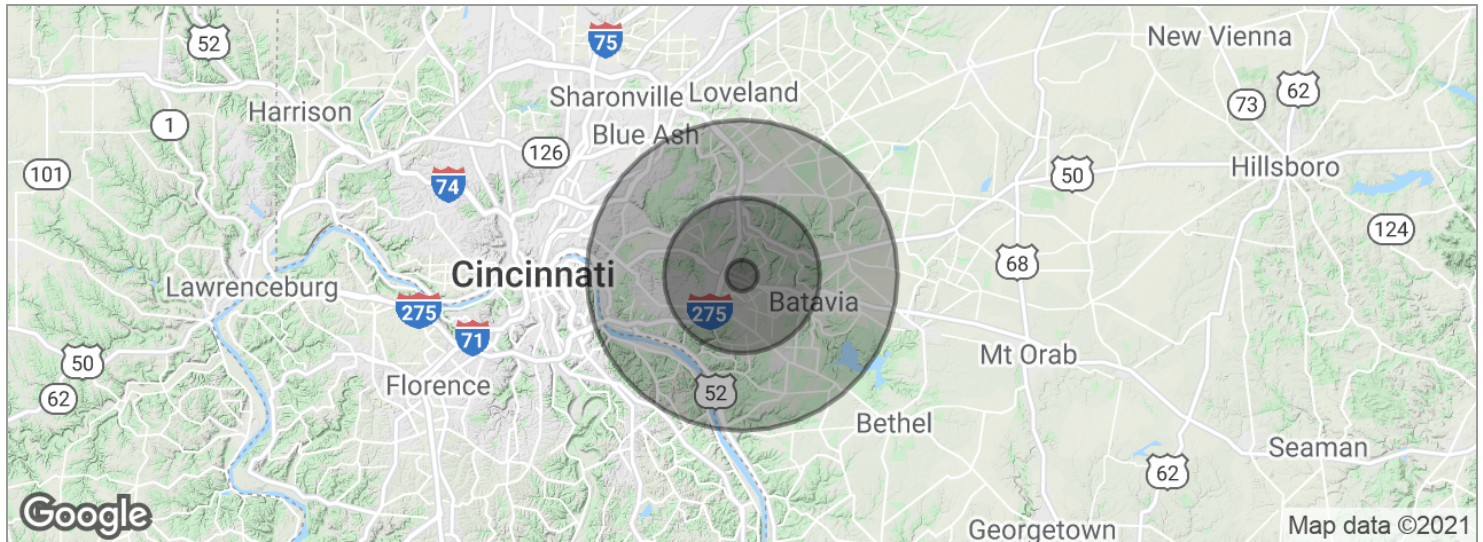 New Vienna
52
75
62
Sharonville
Loveland
73
Harrison
1
Blue Ash
126
50
Hillsboro
101
74
124
68
Cincinnati
Lawrenceburg
275
275
Batavia
71
50
Mt Orab
Florence
62
52
Bethel
Seaman
62
Google
Georgetown
Map data ©2021